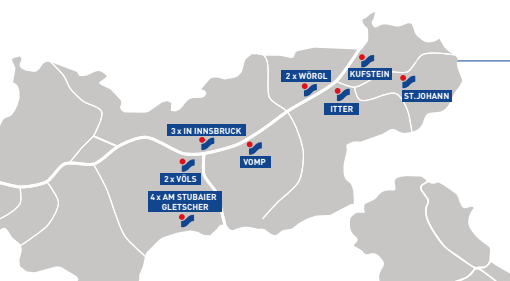 2 x WÖRGL
KUFSTEIN
ST.JOHANN
ITTER
3 x IN INNSBRUCK
VOMP
2 x VÖLS
4 x AM STUBAIER
GLETSCHER